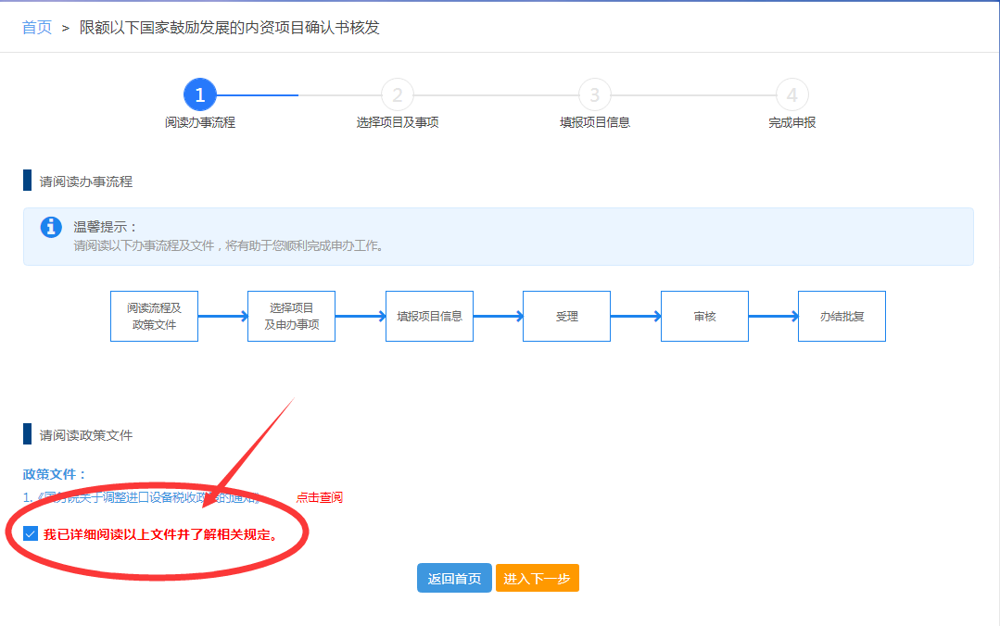 首页 > 限额以下国家鼓励发展的内资项目确认书核发
1
2
3
4
阅读办事流程
选择项目及事项
填报项目信息
完成申报
请阅读办事流程
温馨提示：
请阅读以下办事流程及文件，将有助于您顺利完成申办工作。
阅读流程及
政策文件
选择项目
及申办事项
填报项目信息
受理
审核
办结批复
请阅读政策文件
政策文件：
1.《国务院关于调整进口设备税收政策的通知》 点击查阅
我已详细阅读以上文件并了解相关规定。
返回首页
进入下一步